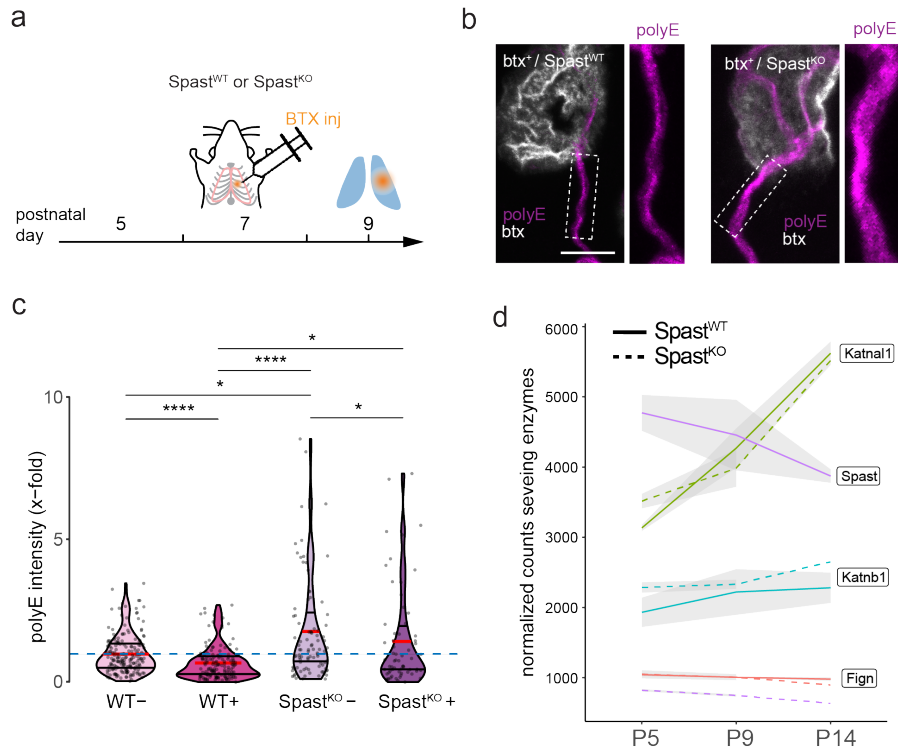 a
Spast^WT or Spast^KO
BTX inj
postnatal
day
5 7 9
b
polyE polyE
btx⁺ / Spast^WT
polyE
btx
btx⁺ / Spast^KO
polyE
btx
c
*
****
* *
****
polyE intensity (x−fold)
10
5
0
WT− WT+ Spast^KO − Spast^KO +
d
Spast^WT
Spast^KO
normalized counts seveing enzymes
6000
5000
4000
3000
2000
1000
Katnal1
Spast
Katnb1
Fign
P5 P9 P14